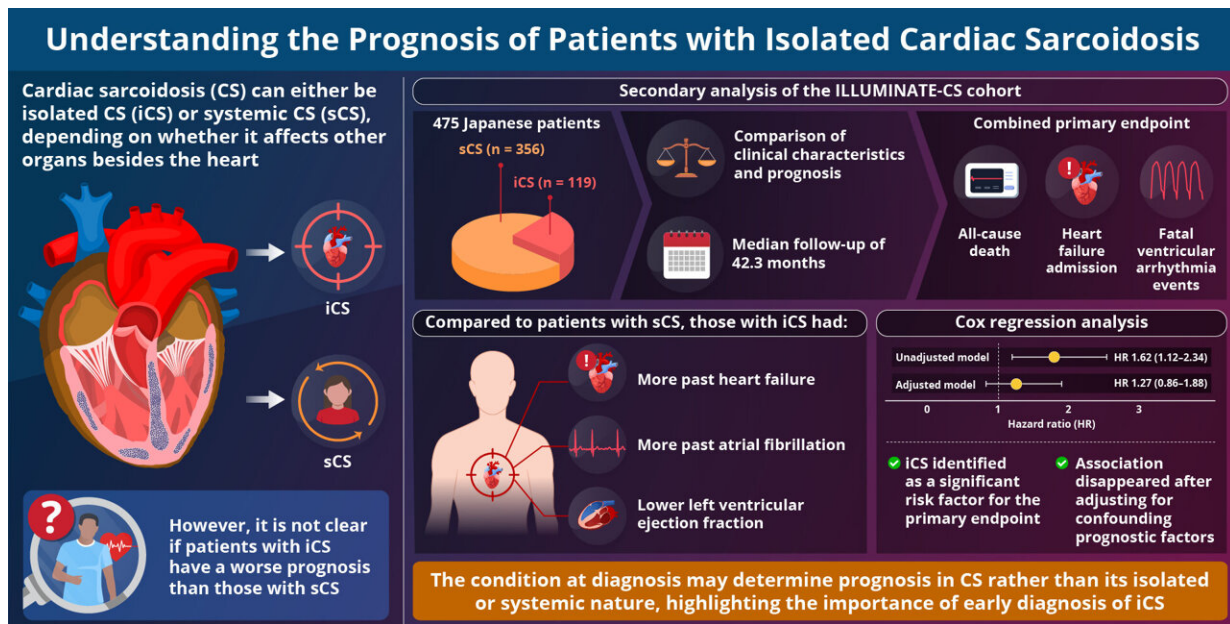 Understanding the Prognosis of Patients with Isolated Cardiac Sarcoidosis
Cardiac sarcoidosis (CS) can either be
isolated CS (iCS) or systemic CS (sCS),
depending on whether it affects other
organs besides the heart
iCS
sCS
?
However, it is not clear
if patients with iCS
have a worse prognosis
than those with sCS
Secondary analysis of the ILLUMINATE-CS cohort
475 Japanese patients
sCS (n = 356)
iCS (n = 119)
Comparison of
clinical characteristics
and prognosis
Median follow-up of
42.3 months
Combined primary endpoint
!
All-cause
death
Heart
failure
admission
Fatal
ventricular
arrhythmia
events
Compared to patients with sCS, those with iCS had:
!
More past heart failure
More past atrial fibrillation
Lower left ventricular
ejection fraction
Cox regression analysis
Unadjusted model HR 1.62 (1.12–2.34)
Adjusted model HR 1.27 (0.86–1.88)
0 1 2 3
Hazard ratio (HR)
iCS identified
as a significant
risk factor for the
primary endpoint
Association
disappeared after
adjusting for
confounding
prognostic factors
The condition at diagnosis may determine prognosis in CS rather than its isolated
or systemic nature, highlighting the importance of early diagnosis of iCS